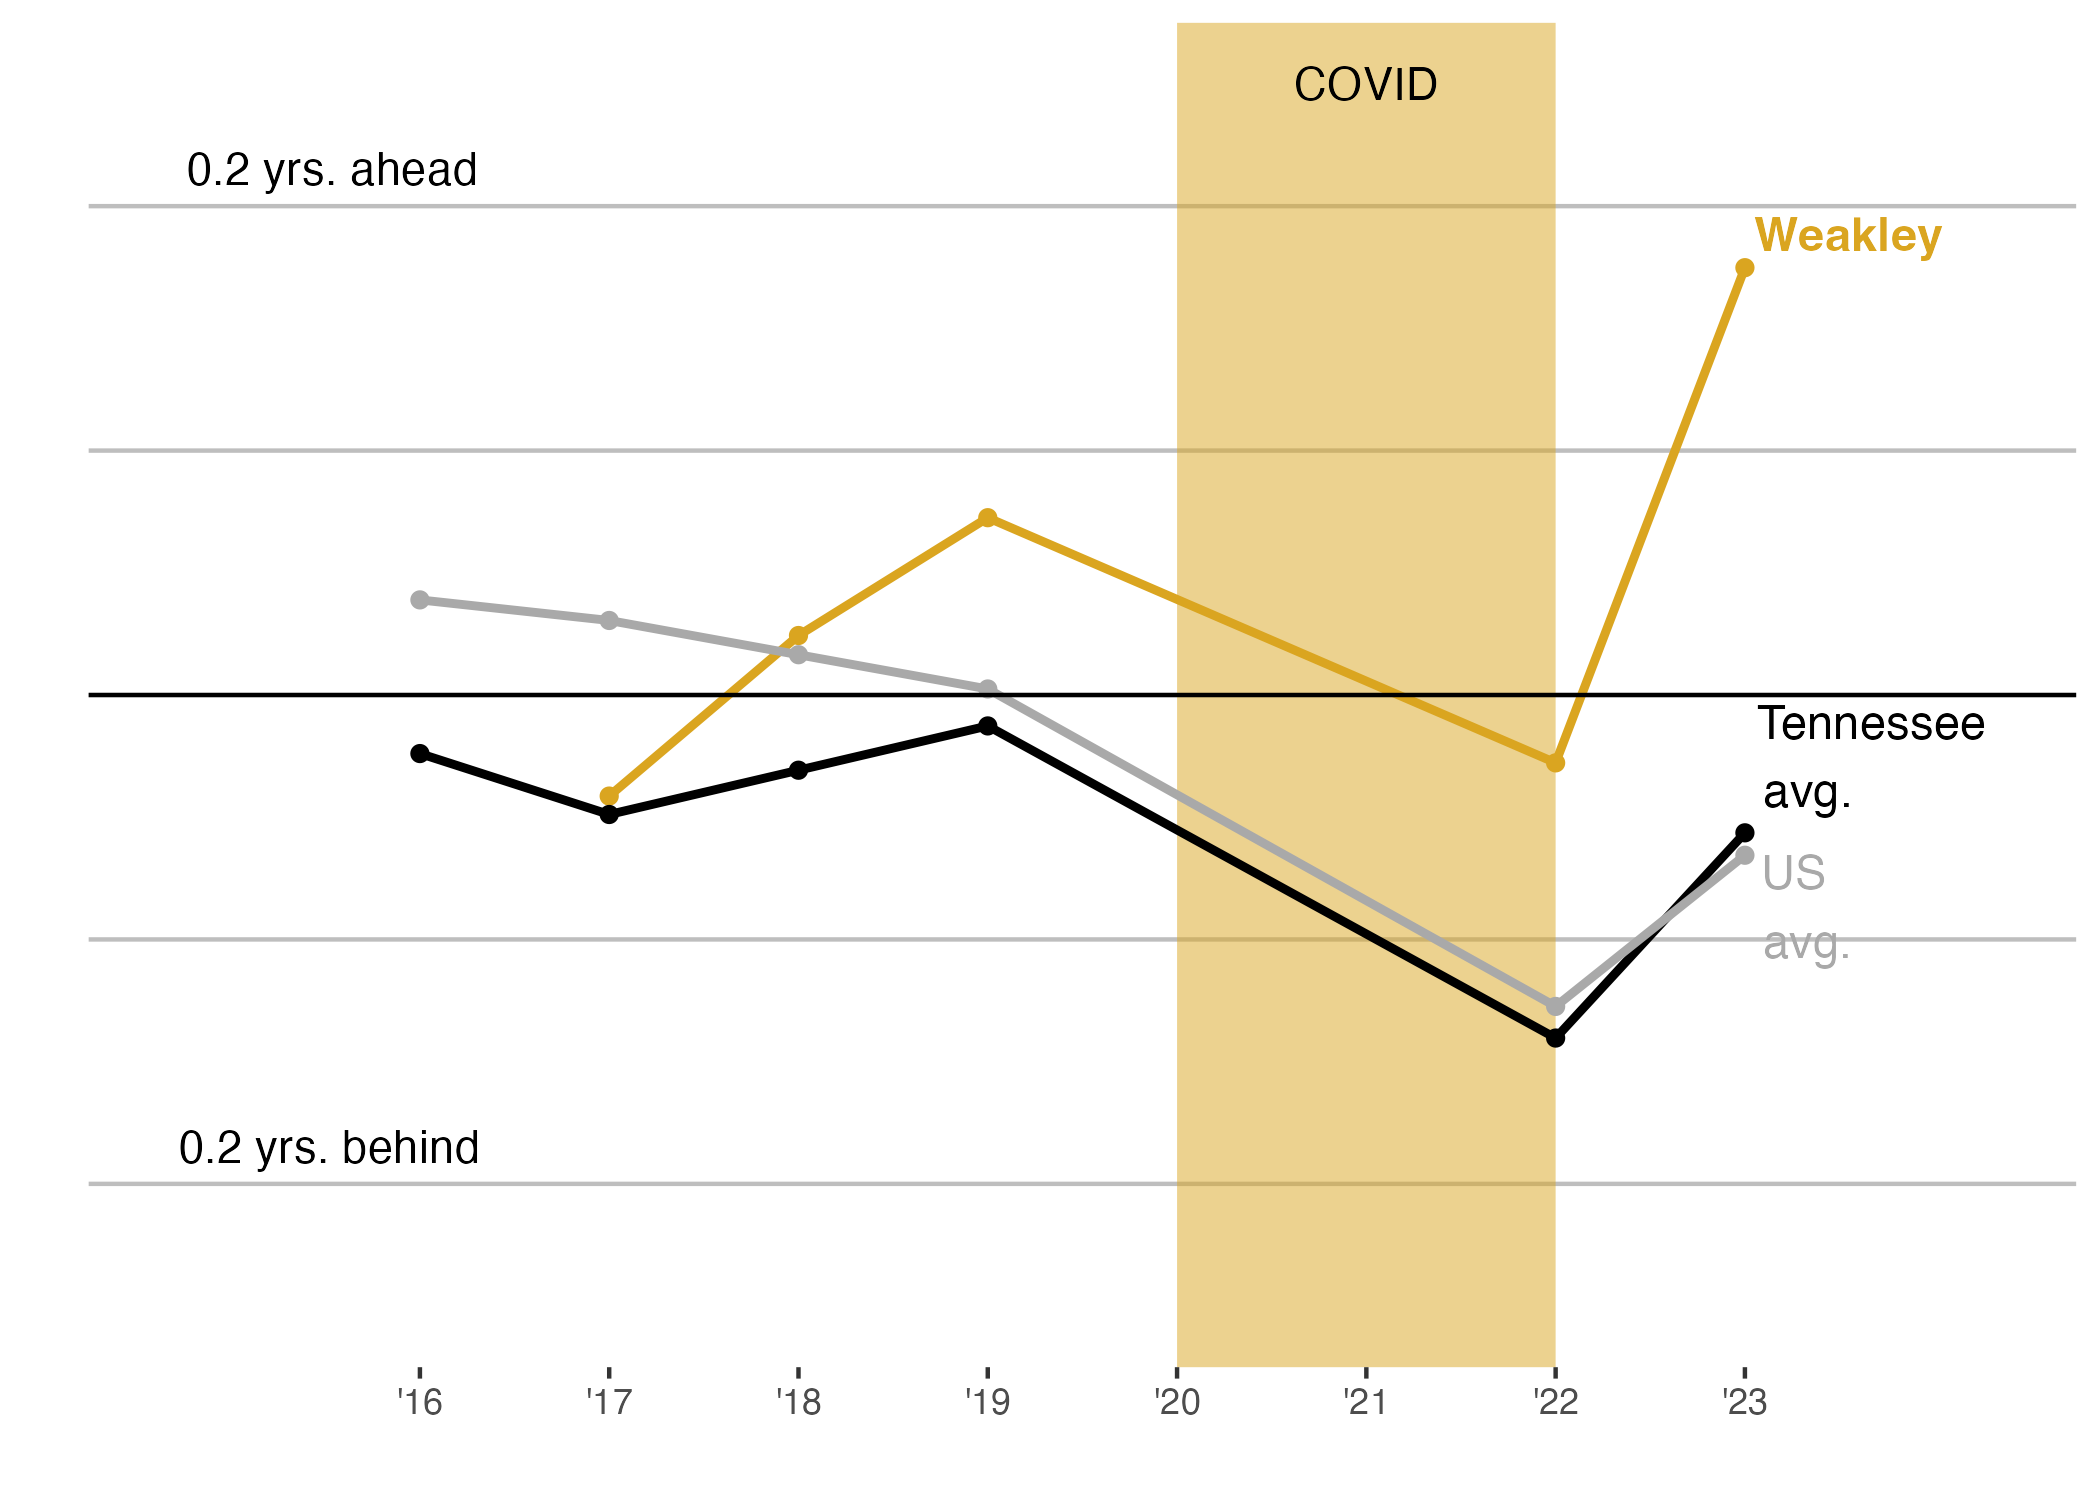 COVID
0.2 yrs. ahead
Weakley
Tennessee
avg.
US
avg.
0.2 yrs. behind
'16 '17 '18 '19 '20 '21 '22 '23